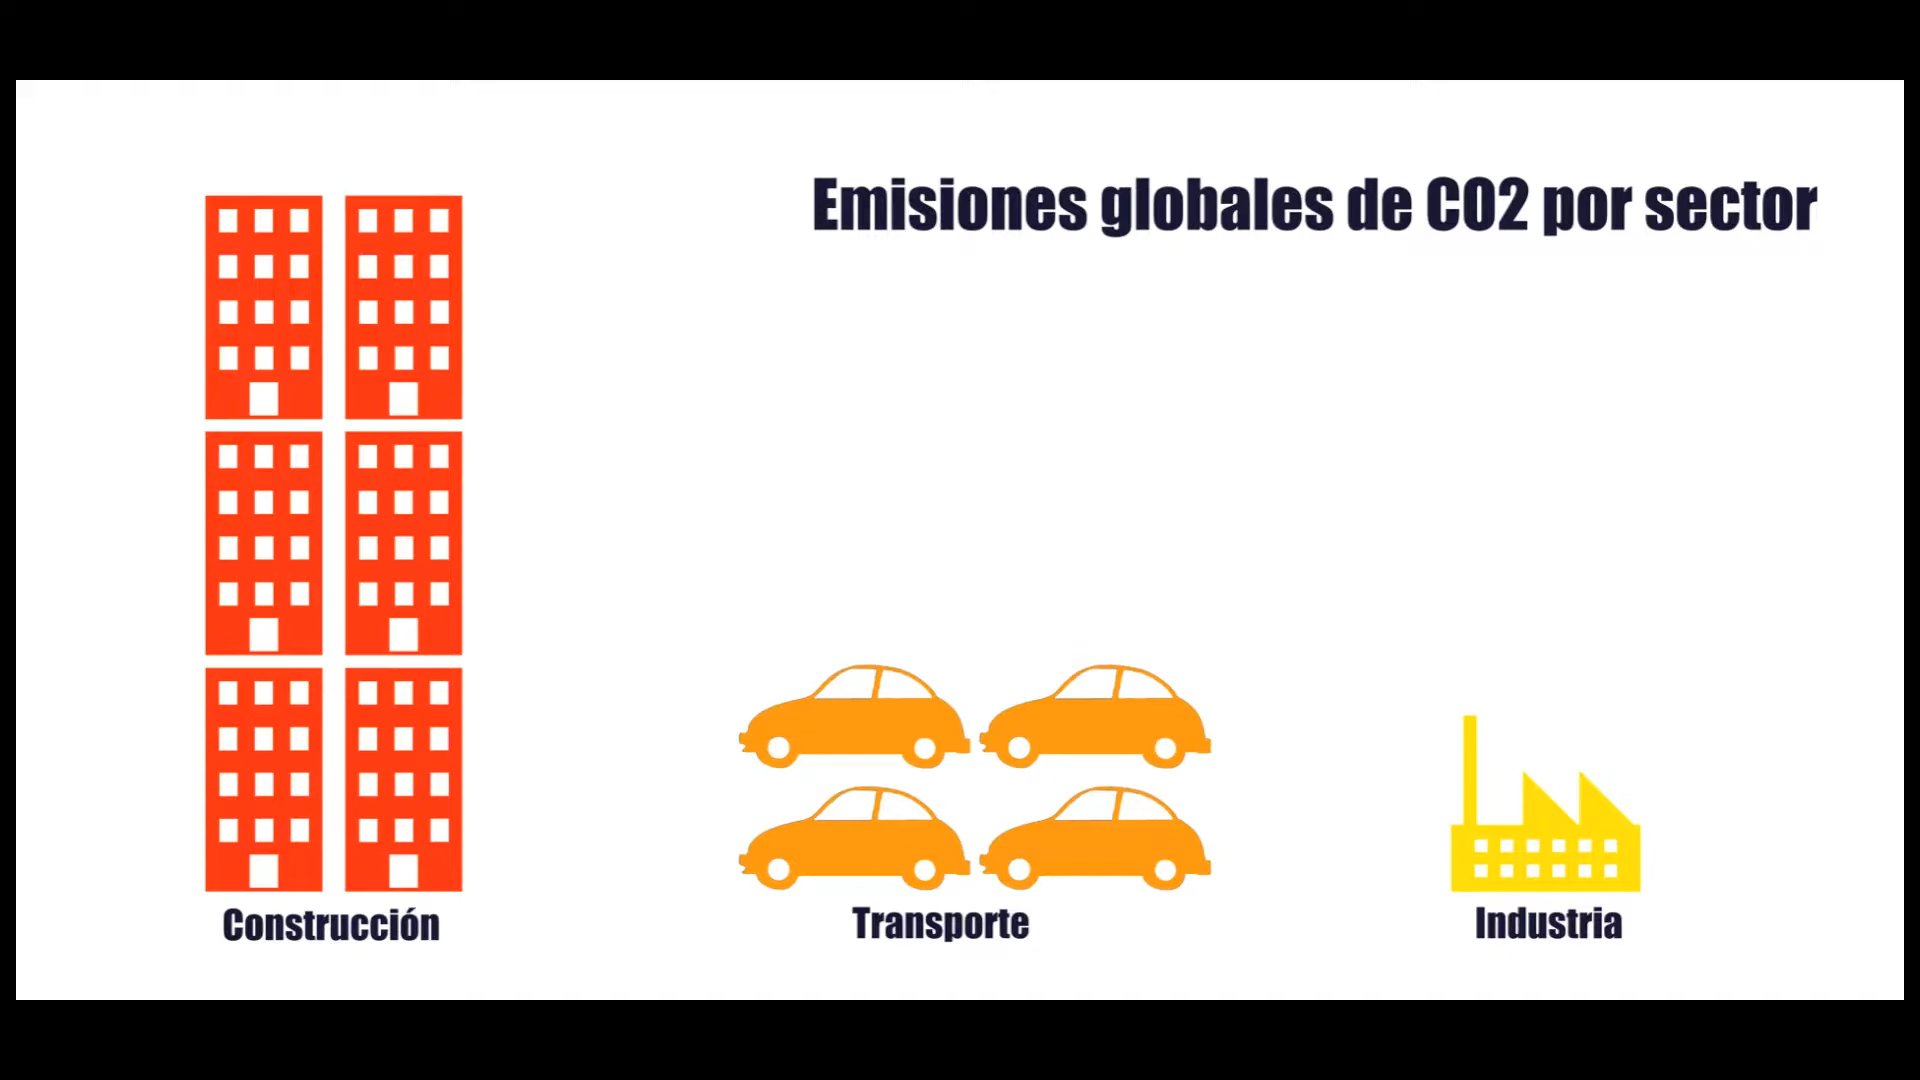 Emisiones globales de CO2 por sector
Construcción
Transporte
Industria